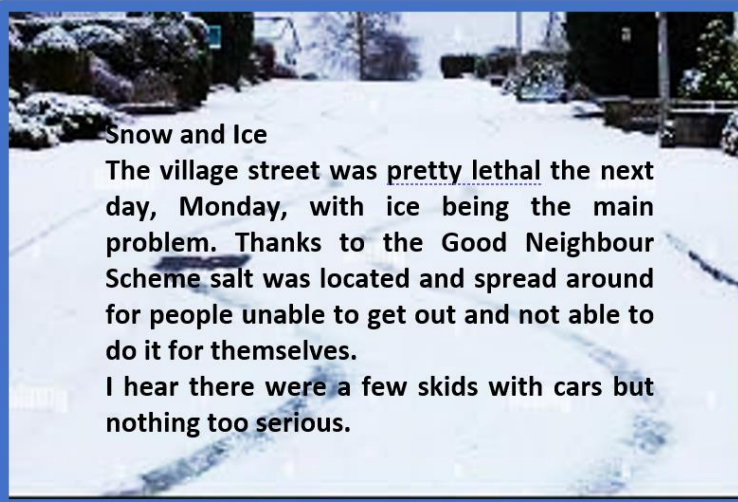 Snow and Ice
The village street was pretty lethal the next
day, Monday, with ice being the main
problem. Thanks to the Good Neighbour
Scheme salt was located and spread around
for people unable to get out and not able to
do it for themselves.
I hear there were a few skids with cars but
nothing too serious.